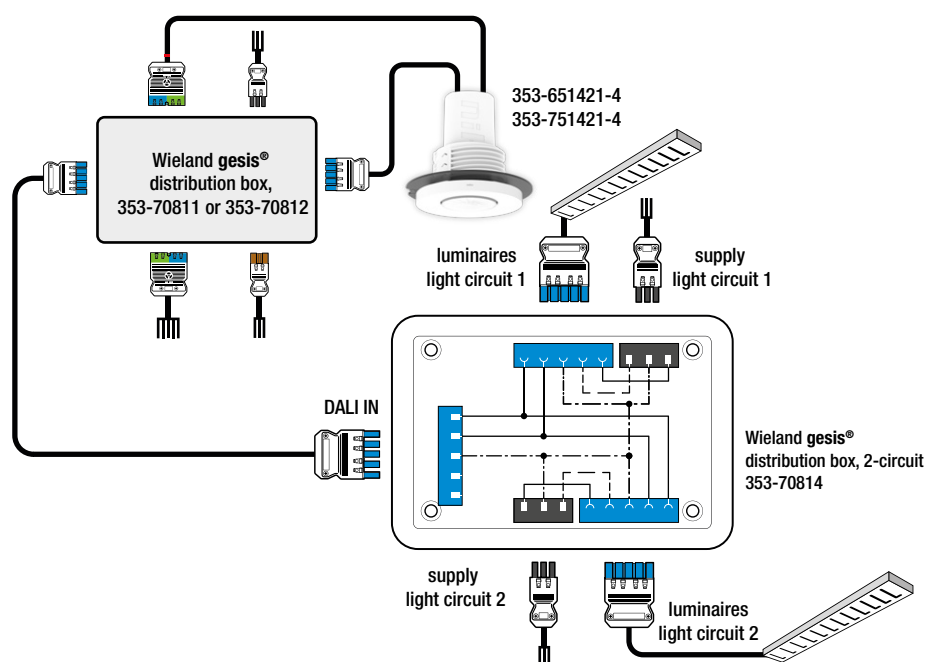 353-651421-4
353-751421-4
Wieland gesis®
distribution box,
353-70811 or 353-70812
luminaires
light circuit 1
supply
light circuit 1
DALI IN
Wieland gesis®
distribution box, 2-circuit
353-70814
supply
light circuit 2
luminaires
light circuit 2